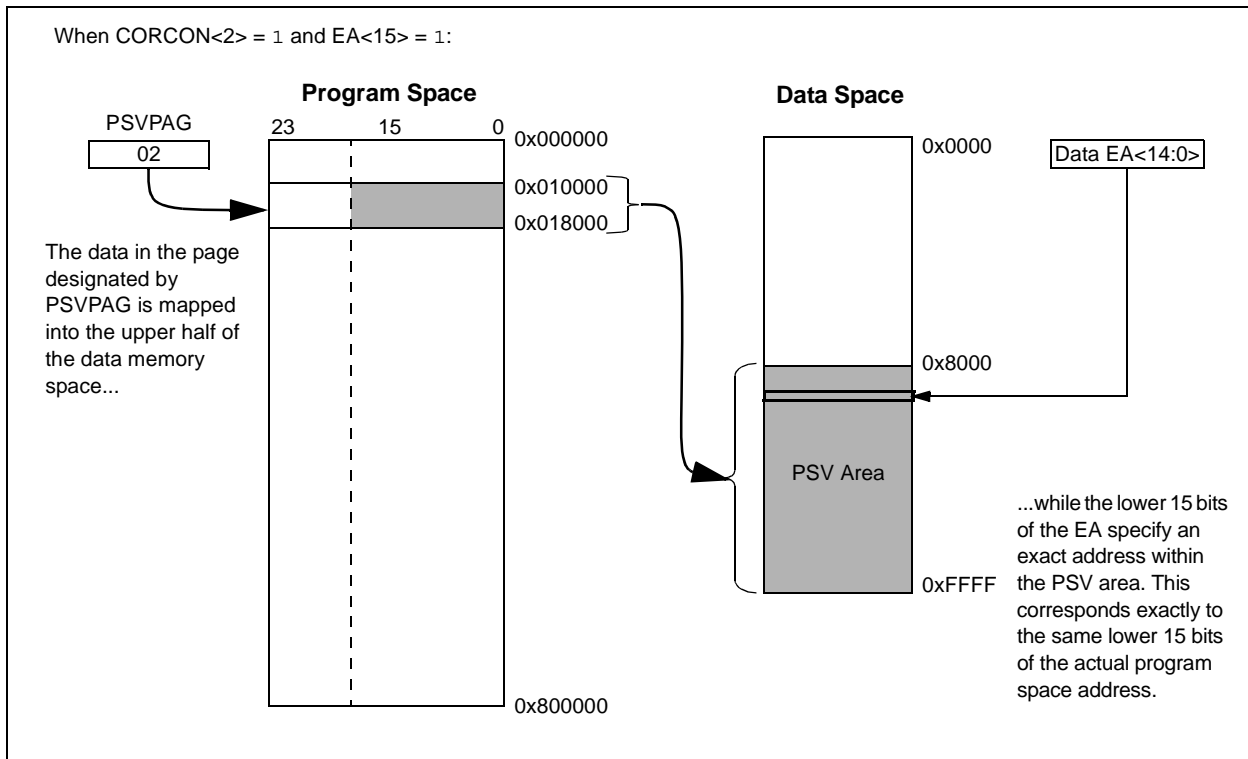 When CORCON<2> = 1 and EA<15> = 1:
Program Space
Data Space
PSVPAG
02
23 15 0
0x000000
0x010000
0x018000
0x800000
The data in the page
designated by
PSVPAG is mapped
into the upper half of
the data memory
space...
0x0000
0x8000
0xFFFF
PSV Area
Data EA<14:0>
...while the lower 15 bits
of the EA specify an
exact address within
the PSV area. This
corresponds exactly to
the same lower 15 bits
of the actual program
space address.